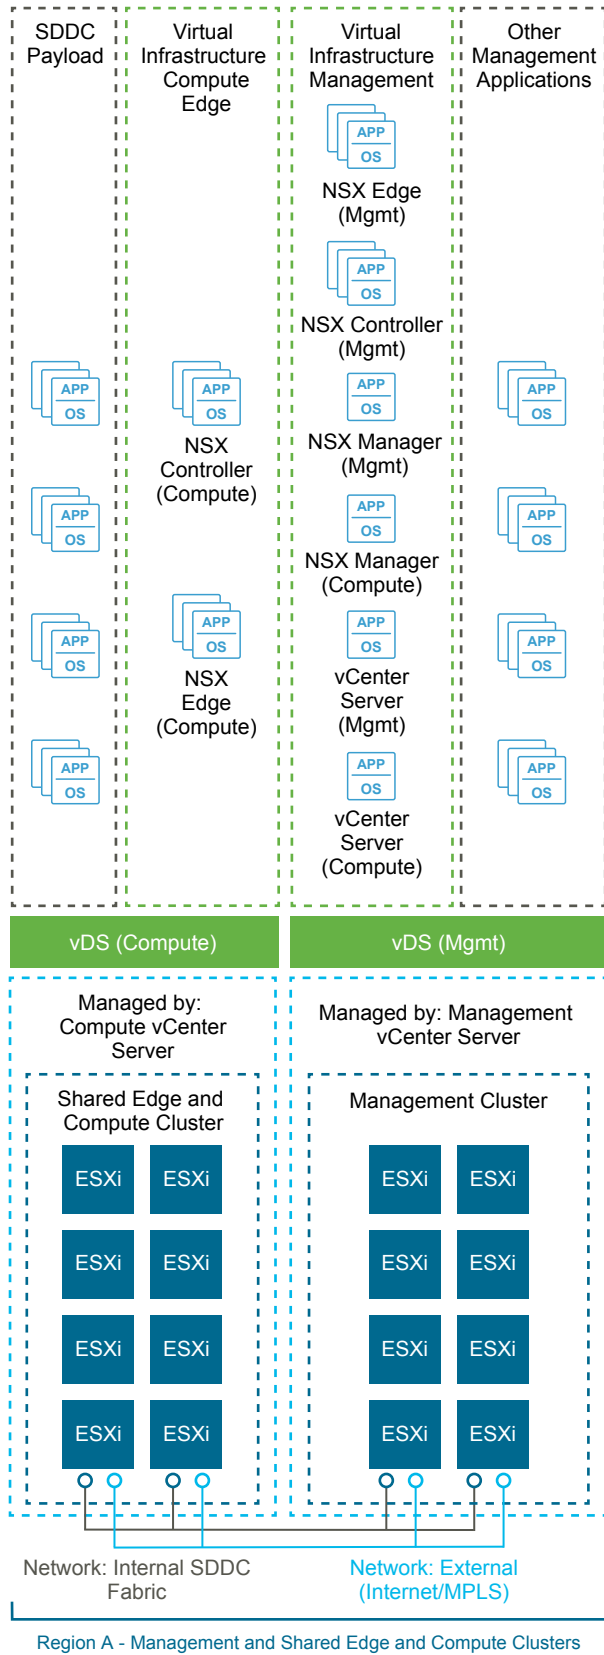 SDDC
Payload
Virtual
Infrastructure
Compute
Edge
Virtual
Infrastructure
Management
Other
Management
Applications
APP
OS
NSX Edge
(Mgmt)
APP
OS
NSX Controller
(Mgmt)
APP
OS
APP
OS
NSX
Controller
(Compute)
APP
OS
NSX Manager
(Mgmt)
APP
OS
APP
OS
APP
OS
NSX Manager
(Compute)
APP
OS
APP
OS
APP
OS
NSX
Edge
(Compute)
APP
OS
vCenter
Server
(Mgmt)
APP
OS
APP
OS
APP
OS
vCenter
Server
(Compute)
APP
OS
vDS (Compute)
vDS (Mgmt)
Managed by:
Compute vCenter
Server
Managed by: Management
vCenter Server
Shared Edge and
Compute Cluster
Management Cluster
ESXi ESXi ESXi ESXi
ESXi ESXi ESXi ESXi
ESXi ESXi ESXi ESXi
ESXi ESXi ESXi ESXi
Network: Internal SDDC
Fabric
Network: External
(Internet/MPLS)
Region A - Management and Shared Edge and Compute Clusters